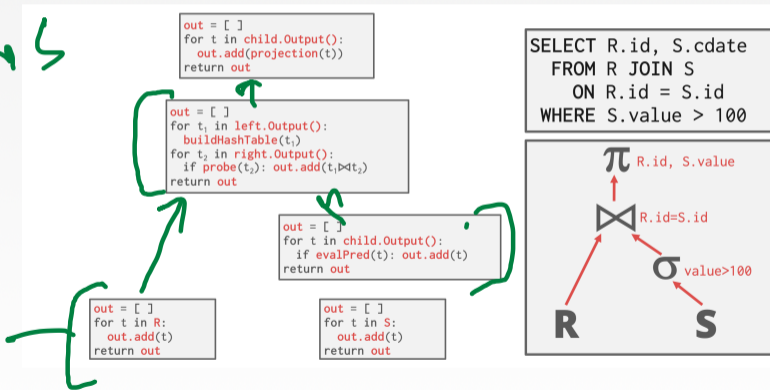 S
out = [ ]
for t in child.Output():
out.add(projection(t))
return out
out = [ ]
for t₁ in left.Output():
buildHashTable(t₁)
for t₂ in right.Output():
if probe(t₂): out.add(t₁⨝t₂)
return out
out = [ ]
for t in child.Output():
if evalPred(t): out.add(t)
return out
out = [ ]
for t in R:
out.add(t)
return out
out = [ ]
for t in S:
out.add(t)
return out
SELECT R.id, S.cdate
FROM R JOIN S
ON R.id = S.id
WHERE S.value > 100
π R.id, S.value
⨝ R.id=S.id
σ value>100
R S